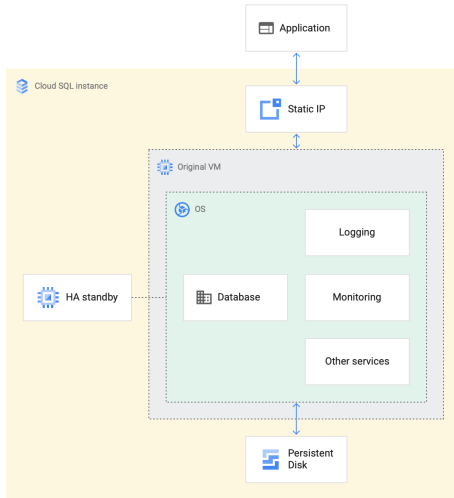 Application
Cloud SQL instance
Static IP
Original VM
OS
Logging
HA standby
Database
Monitoring
Other services
Persistent
Disk